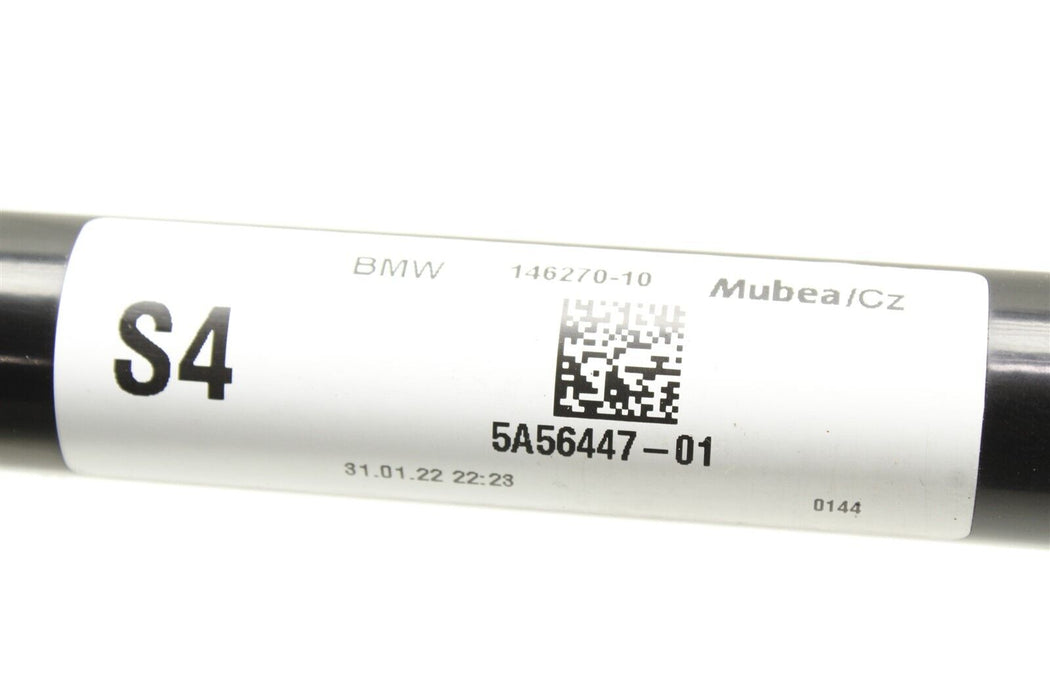 BMW 146270-10 Mubea/Cz
S4
5A56447-01
31.01.22 22:23
0144